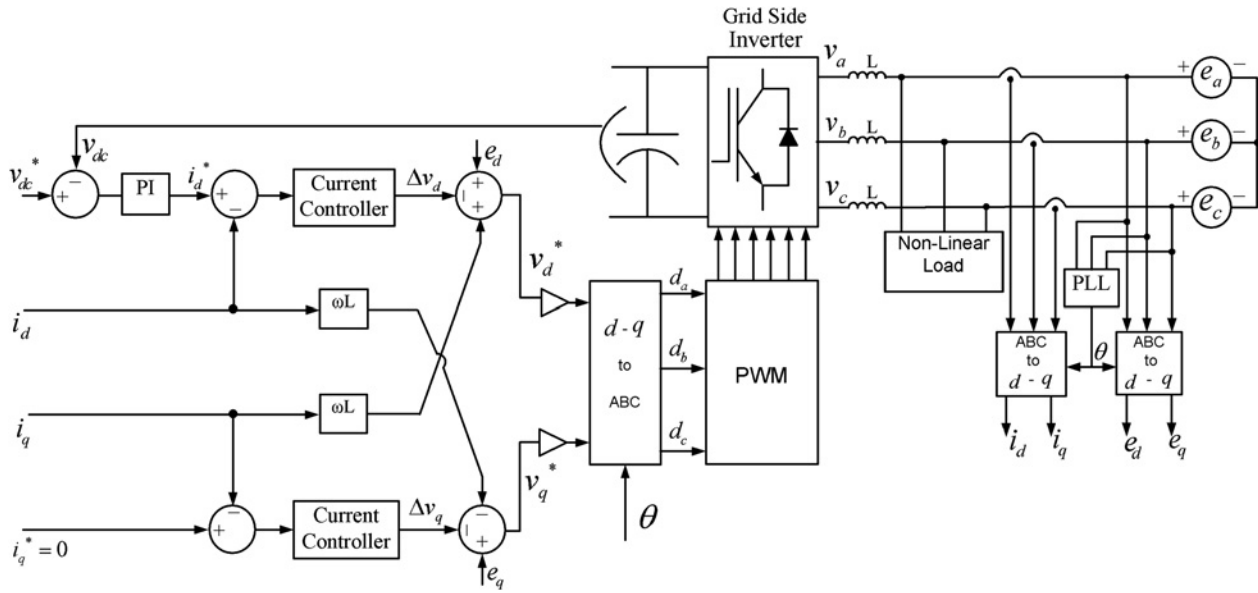 Grid Side
Inverter
v_a
L
v_b
L
v_c
L
+
e_a
−
+
e_b
−
+
e_c
−
Non-Linear
Load
PLL
ABC
to
d - q
θ
ABC
to
d - q
i_d
i_q
e_d
e_q
v_dc
v_dc*
+
−
PI
i_d*
+
−
Current
Controller
Δv_d
e_d
+
−
+
v_d*
i_d
ωL
i_q
ωL
d - q
to
ABC
d_a
d_b
d_c
PWM
v_q*
θ
i_q* = 0
+
−
Current
Controller
Δv_q
−
−
+
e_q